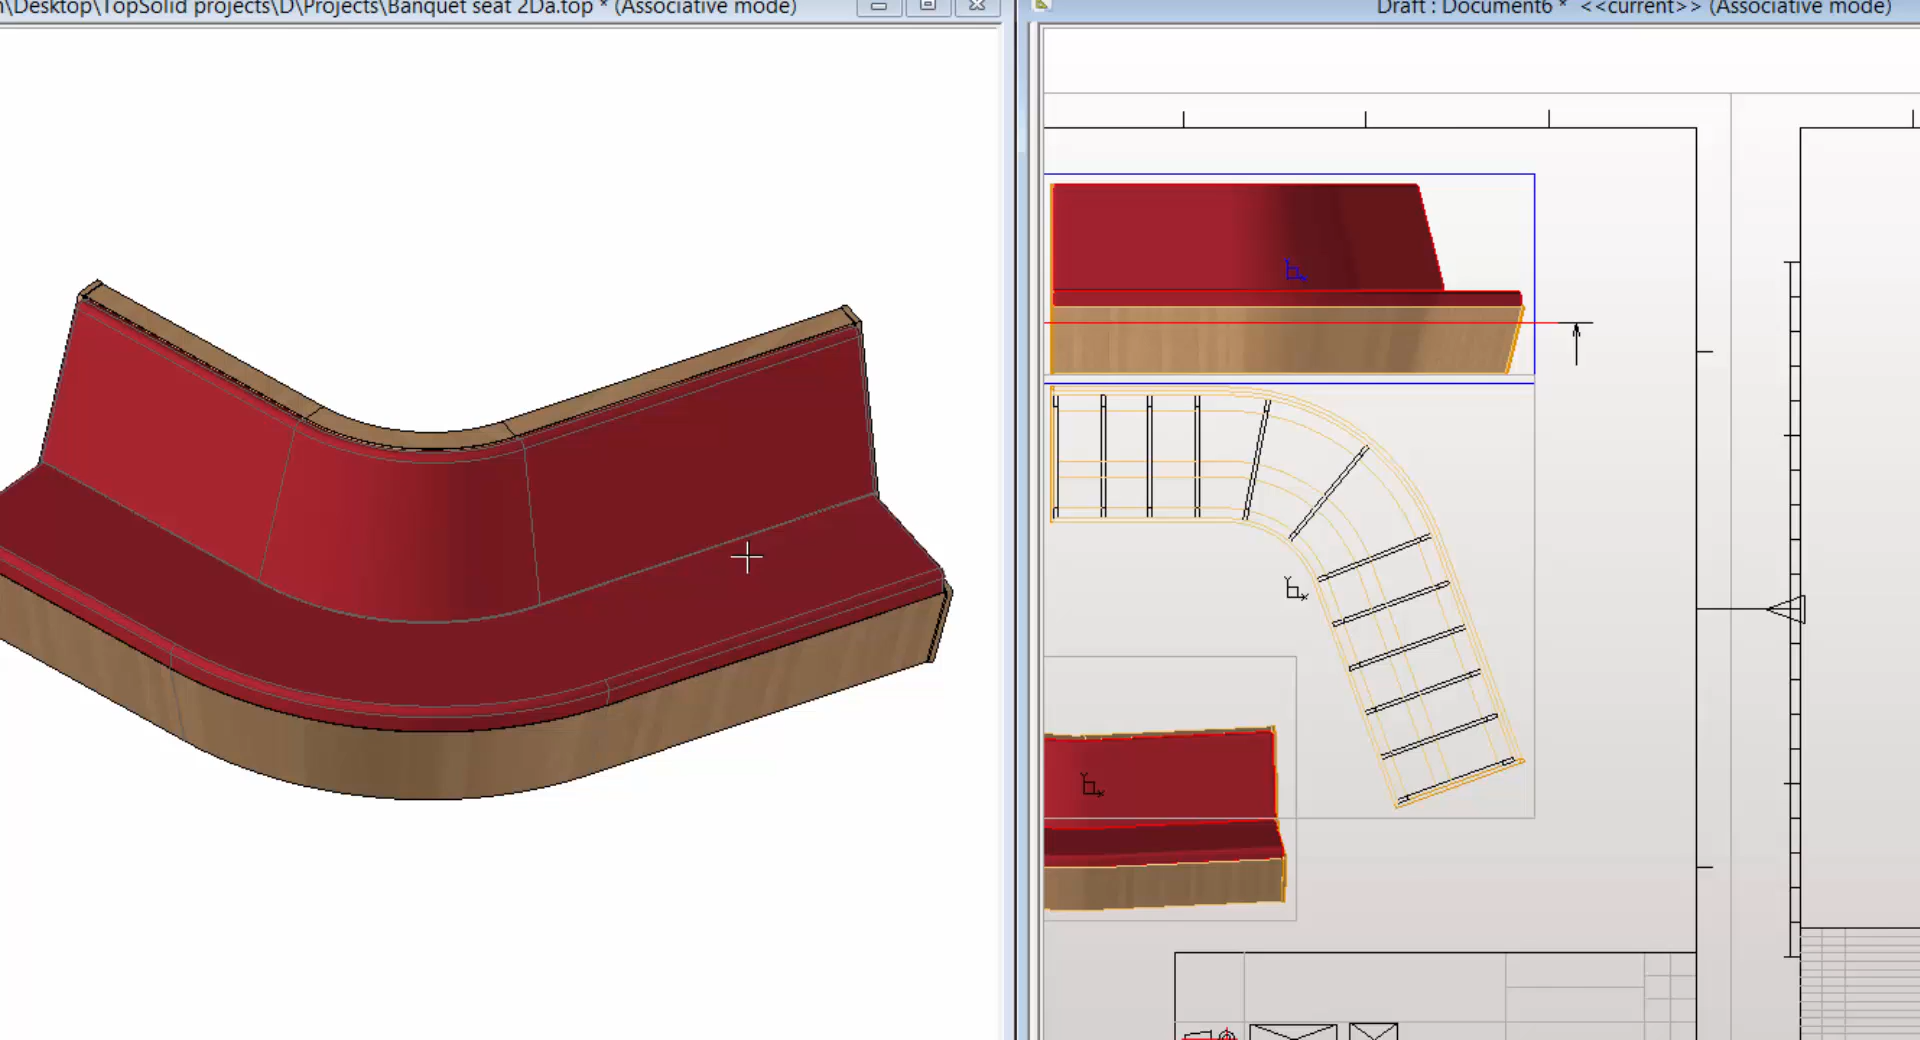 \Desktop\TopSolid projects\D\Projects\Banquet seat 2Da.top * (Associative mode)
Draft : Document6 * <<current>> (Associative mode)